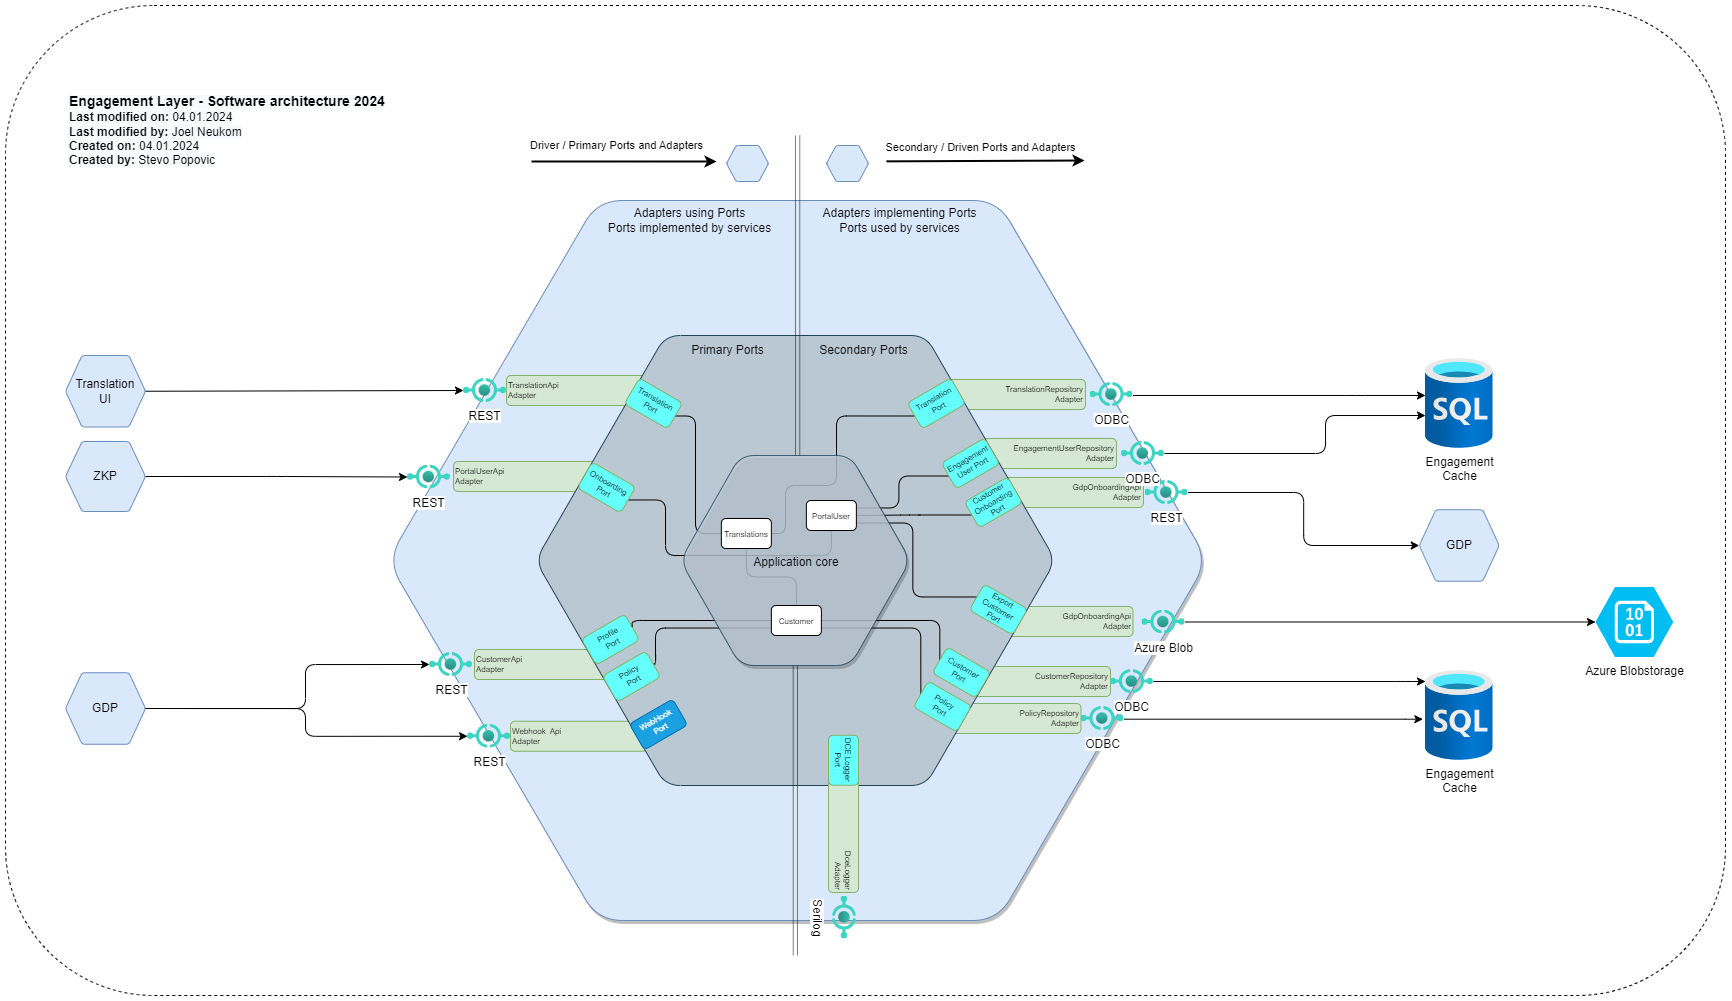 Engagement Layer - Software architecture 2024
Last modified on: 04.01.2024
Last modified by: Joel Neukom
Created on: 04.01.2024
Created by: Stevo Popovic
Driver / Primary Ports and Adapters
Secondary / Driven Ports and Adapters
Adapters using Ports
Ports implemented by services
Adapters implementing Ports
Ports used by services
Primary Ports
Secondary Ports
Translation
UI
REST
TranslationApi
Adapter
Translation
Port
ZKP
REST
PortalUserApi
Adapter
Onboarding
Port
GDP
REST
CustomerApi
Adapter
Profile
Port
Policy
Port
REST
Webhook Api
Adapter
WebHook
Port
Translations
PortalUser
Application core
Customer
Translation
Port
TranslationRepository
Adapter
ODBC
Engagement
User Port
EngagementUserRepository
Adapter
ODBC
Customer
Onboarding
Port
GdpOnboardingApi
Adapter
REST
Export
Customer
Port
GdpOnboardingApi
Adapter
Azure Blob
Customer
Port
CustomerRepository
Adapter
ODBC
Policy
Port
PolicyRepository
Adapter
ODBC
DCE Logger
Port
DceLogger
Adapter
Serilog
SQL
Engagement
Cache
GDP
10
01
Azure Blobstorage
SQL
Engagement
Cache